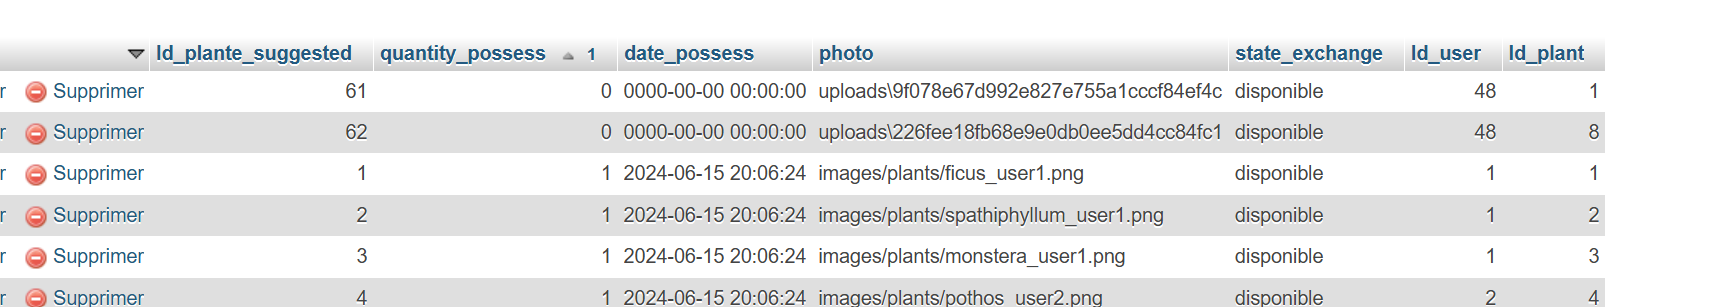 Id_plante_suggested quantity_possess 1 date_possess photo state_exchange Id_user Id_plant
r Supprimer 61 0 0000-00-00 00:00:00 uploads\9f078e67d992e827e755a1cccf84ef4c disponible 48 1
Supprimer 62 0 0000-00-00 00:00:00 uploads\226fee18fb68e9e0db0ee5dd4cc84fc1 disponible 48 8
r Supprimer 1 1 2024-06-15 20:06:24 images/plants/ficus_user1.png disponible 1 1
Supprimer 2 1 2024-06-15 20:06:24 images/plants/spathiphyllum_user1.png disponible 1 2
r Supprimer 3 1 2024-06-15 20:06:24 images/plants/monstera_user1.png disponible 1 3
r Supprimer 4 1 2024-06-15 20:06:24 images/plants/pothos_user2.png disponible 2 4